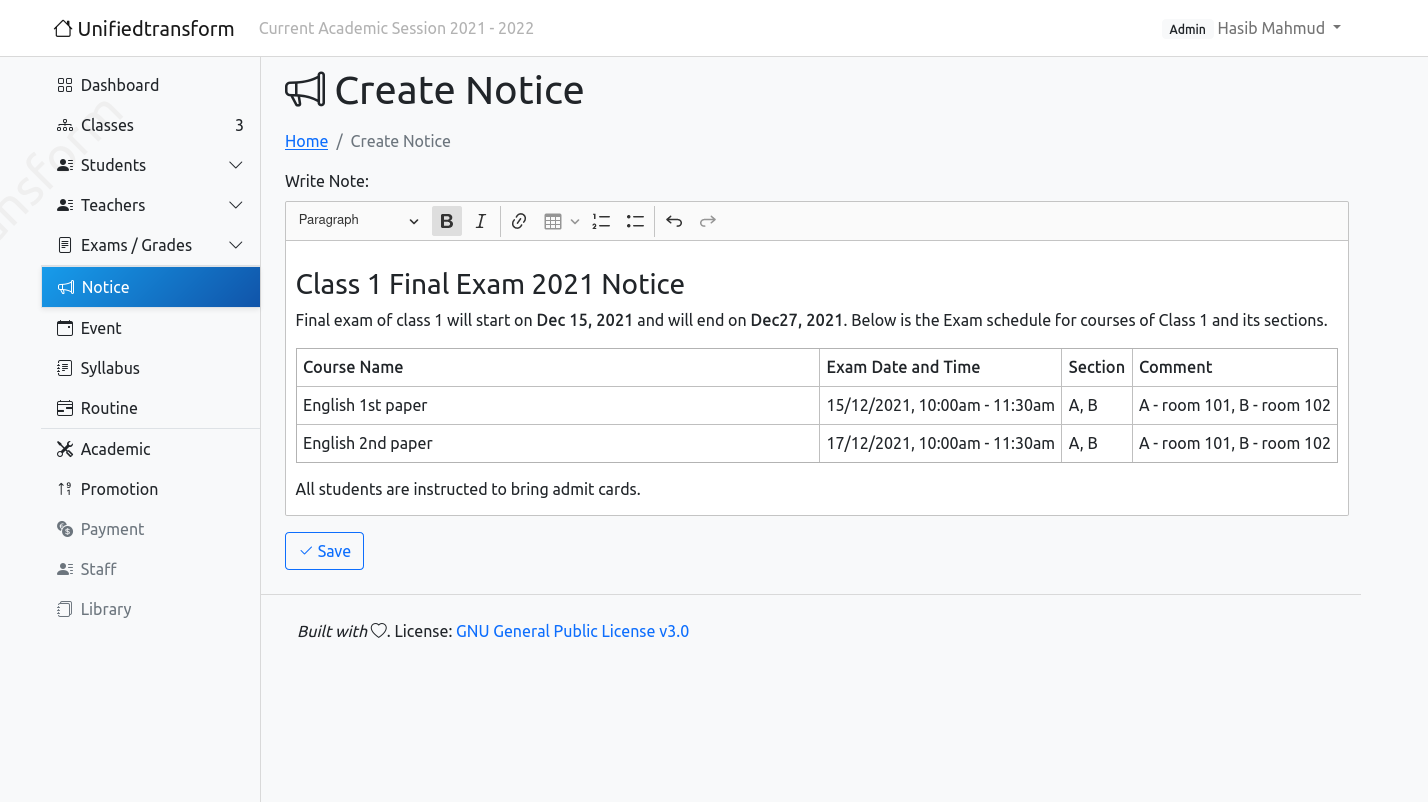 Unifiedtransform Current Academic Session 2021 - 2022 Admin Hasib Mahmud
Dashboard
Classes 3
Students
Teachers
Exams / Grades
Notice
Event
Syllabus
Routine
Academic
Promotion
Payment
Staff
Library
Create Notice
Home / Create Notice
Write Note:
Paragraph B I
Class 1 Final Exam 2021 Notice
Final exam of class 1 will start on Dec 15, 2021 and will end on Dec27, 2021. Below is the Exam schedule for courses of Class 1 and its sections.
Course Name Exam Date and Time Section Comment
English 1st paper 15/12/2021, 10:00am - 11:30am A, B A - room 101, B - room 102
English 2nd paper 17/12/2021, 10:00am - 11:30am A, B A - room 101, B - room 102
All students are instructed to bring admit cards.
Save
Built with . License: GNU General Public License v3.0